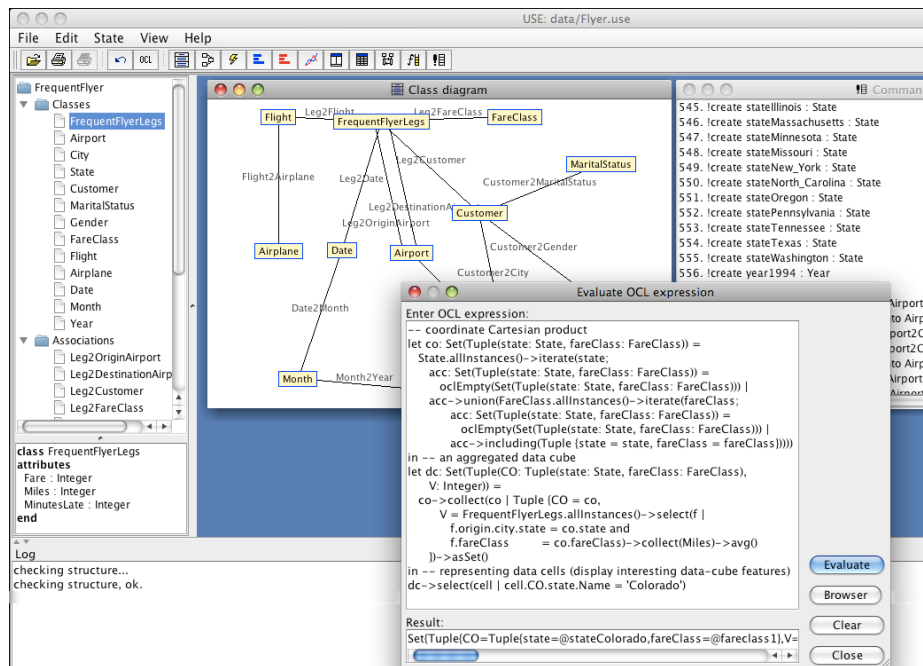 USE: data/Flyer.use
File Edit State View Help
OCL
FrequentFlyer
Classes
FrequentFlyerLegs
Airport
City
State
Customer
MaritalStatus
Gender
FareClass
Flight
Airplane
Date
Month
Year
Associations
Leg2OriginAirport
Leg2DestinationAirp
Leg2Customer
Leg2FareClass
class FrequentFlyerLegs
attributes
Fare : Integer
Miles : Integer
MinutesLate : Integer
end
Log
checking structure...
checking structure, ok.
Class diagram
Flight
Leg2Flight
FrequentFlyerLegs
Leg2FareClass
FareClass
Leg2Customer
MaritalStatus
Flight2Airplane
Leg2Date
Customer2MaritalStatus
Leg2DestinationAirport
Customer
Leg2OriginAirport
Airplane
Date
Airport
Customer2Gender
Customer2City
Date2Month
Month
Month2Year
Comman
545. !create stateIllinois : State
546. !create stateMassachusetts : State
547. !create stateMinnesota : State
548. !create stateMissouri : State
549. !create stateNew_York : State
550. !create stateNorth_Carolina : State
551. !create stateOregon : State
552. !create statePennsylvania : State
553. !create stateTennessee : State
554. !create stateTexas : State
555. !create stateWashington : State
556. !create year1994 : Year
Airport
to Airp
port2C
Evaluate OCL expression
Enter OCL expression:
-- coordinate Cartesian product
let co: Set(Tuple(state: State, fareClass: FareClass)) =
State.allInstances()->iterate(state;
acc: Set(Tuple(state: State, fareClass: FareClass)) =
oclEmpty(Set(Tuple(state: State, fareClass: FareClass))) |
acc->union(FareClass.allInstances()->iterate(fareClass;
acc: Set(Tuple(state: State, fareClass: FareClass)) =
oclEmpty(Set(Tuple(state: State, fareClass: FareClass))) |
acc->including(Tuple {state = state, fareClass = fareClass}))))
in -- an aggregated data cube
let dc: Set(Tuple(CO: Tuple(state: State, fareClass: FareClass),
V: Integer)) =
co->collect(co | Tuple {CO = co,
V = FrequentFlyerLegs.allInstances()->select(f |
f.origin.city.state = co.state and
f.fareClass = co.fareClass)->collect(Miles)->avg()
})->asSet()
in -- representing data cells (display interesting data-cube features)
dc->select(cell | cell.CO.state.Name = 'Colorado')
Evaluate
Browser
Clear
Close
Result:
Set{Tuple{CO=Tuple{state=@stateColorado,fareClass=@fareclass1},V=